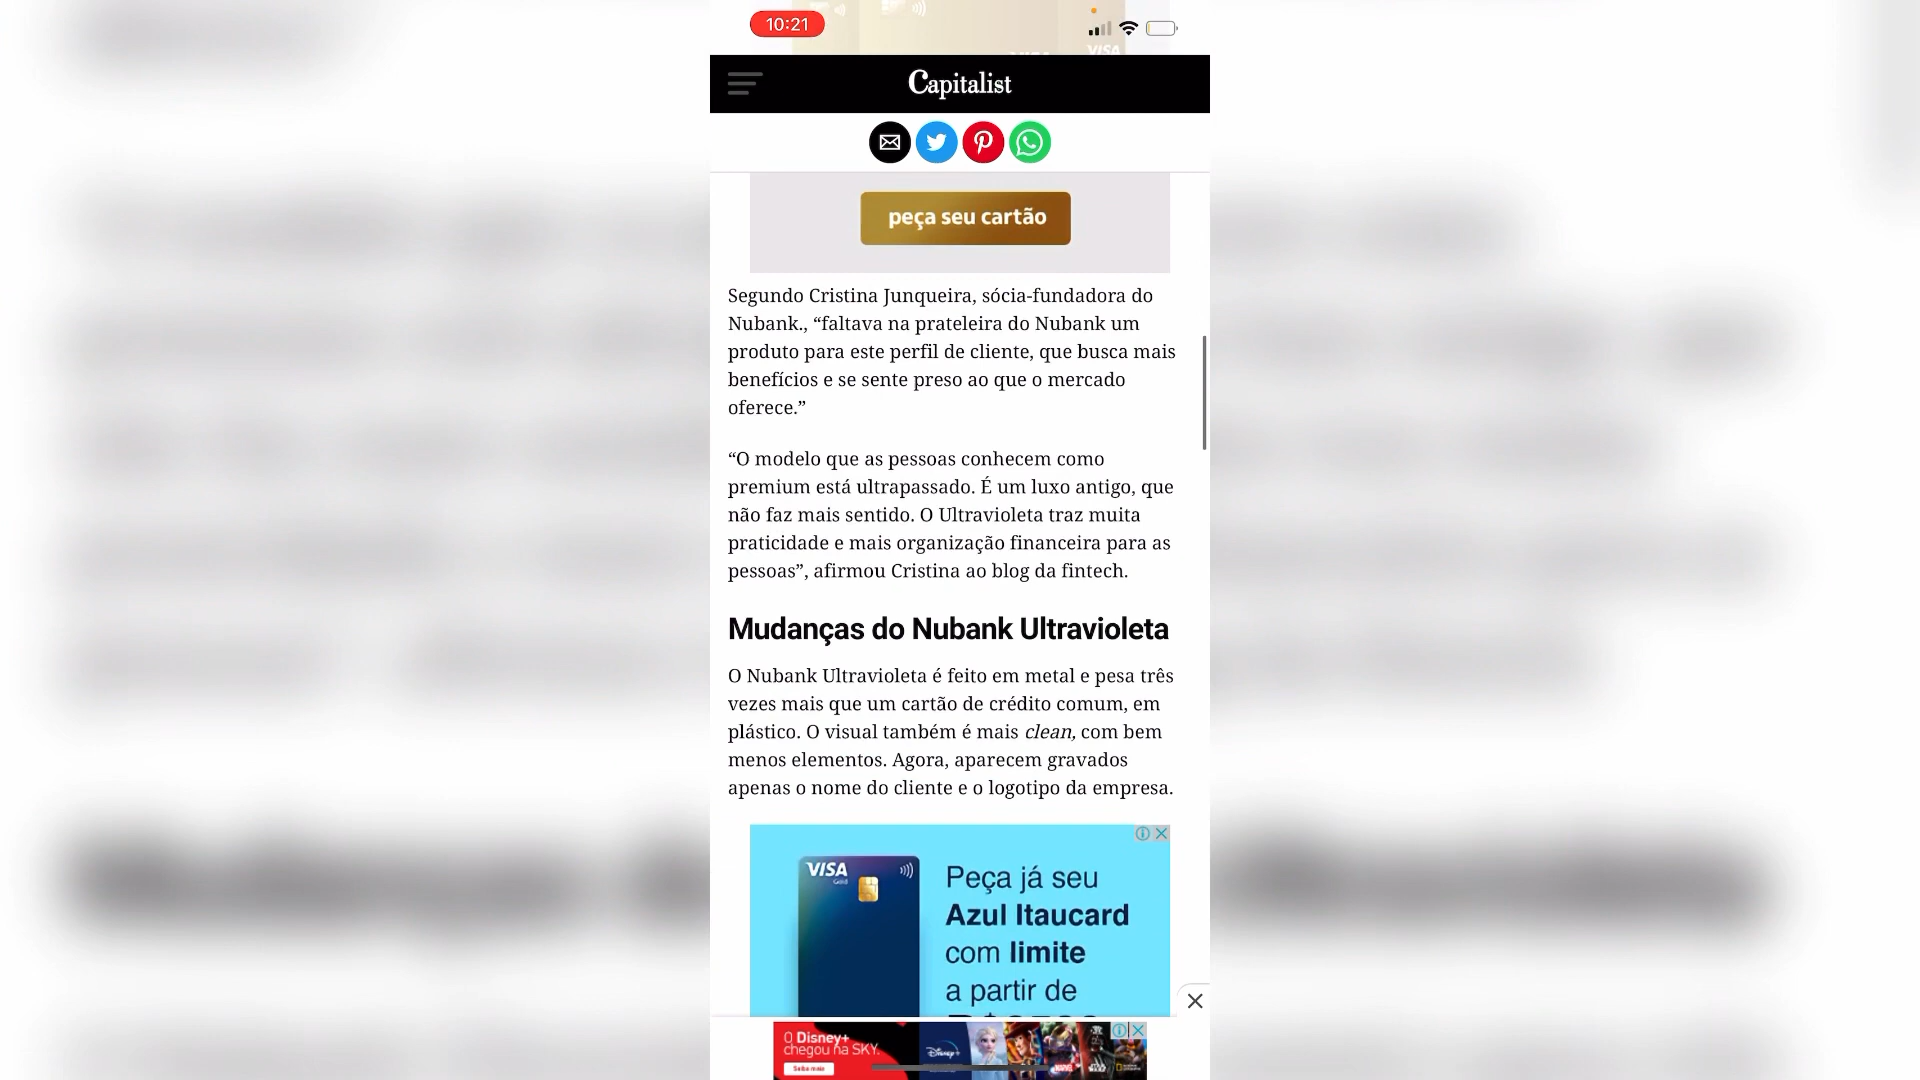 10:21
VISA
Capitalist
peça seu cartão
Segundo Cristina Junqueira, sócia-fundadora do
Nubank., “faltava na prateleira do Nubank um
produto para este perfil de cliente, que busca mais
benefícios e se sente preso ao que o mercado
oferece.”
“O modelo que as pessoas conhecem como
premium está ultrapassado. É um luxo antigo, que
não faz mais sentido. O Ultravioleta traz muita
praticidade e mais organização financeira para as
pessoas”, afirmou Cristina ao blog da fintech.
Mudanças do Nubank Ultravioleta
O Nubank Ultravioleta é feito em metal e pesa três
vezes mais que um cartão de crédito comum, em
plástico. O visual também é mais clean, com bem
menos elementos. Agora, aparecem gravados
apenas o nome do cliente e o logotipo da empresa.
VISA
Gold
Peça já seu
Azul Itaucard
com limite
a partir de
O Disney+
chegou na SKY.
Saiba mais
Disney+
MARVEL